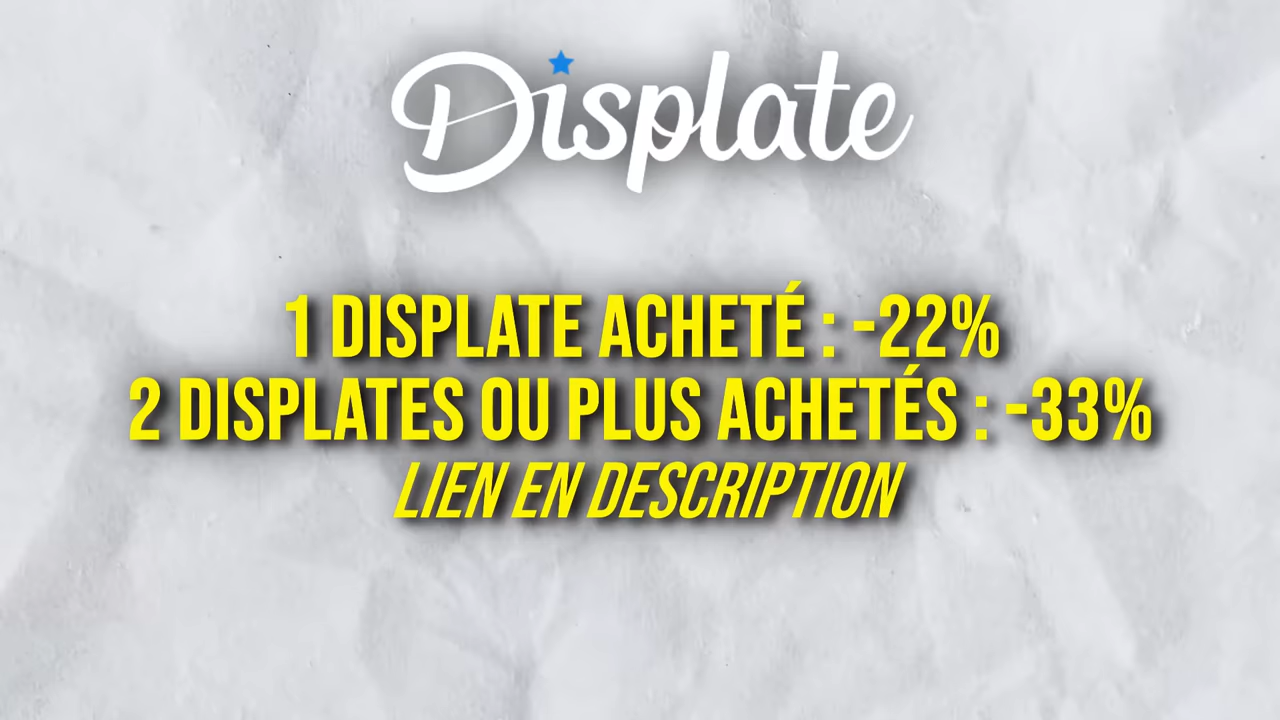 Displate
1 DISPLATE ACHETÉ : -22%
2 DISPLATES OU PLUS ACHETÉS : -33%
LIEN EN DESCRIPTION